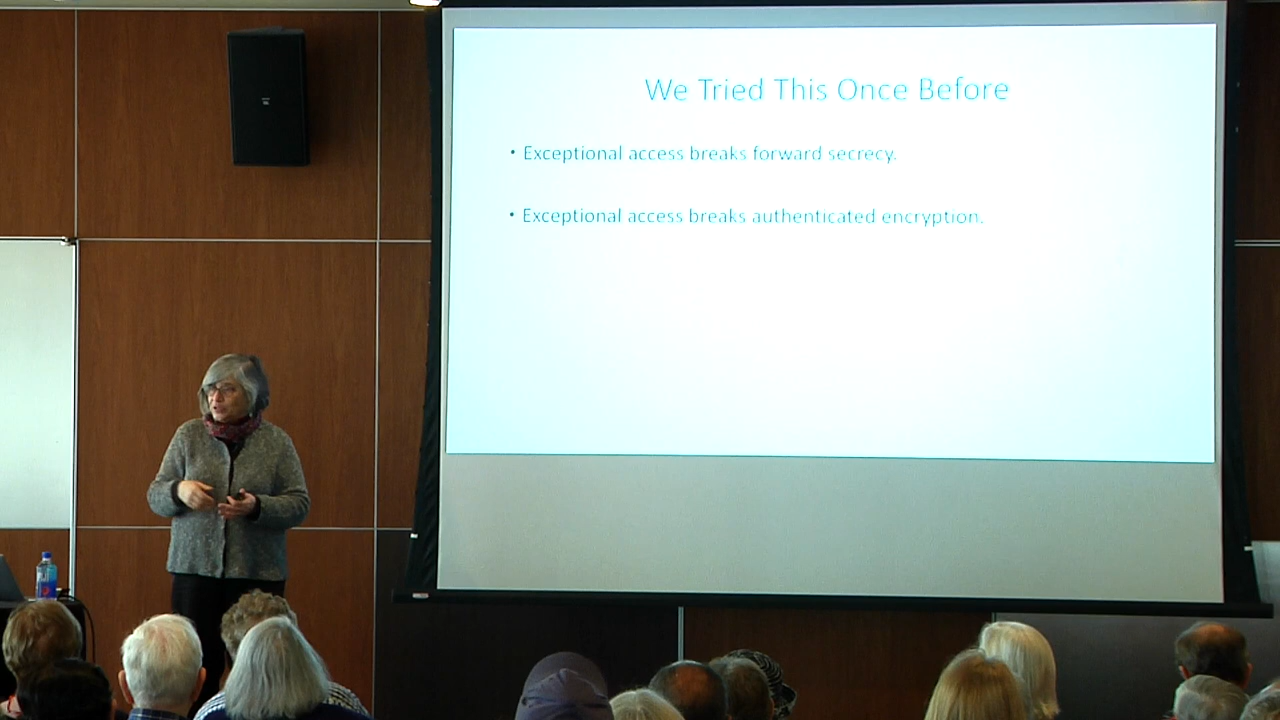 We Tried This Once Before
• Exceptional access breaks forward secrecy.
• Exceptional access breaks authenticated encryption.